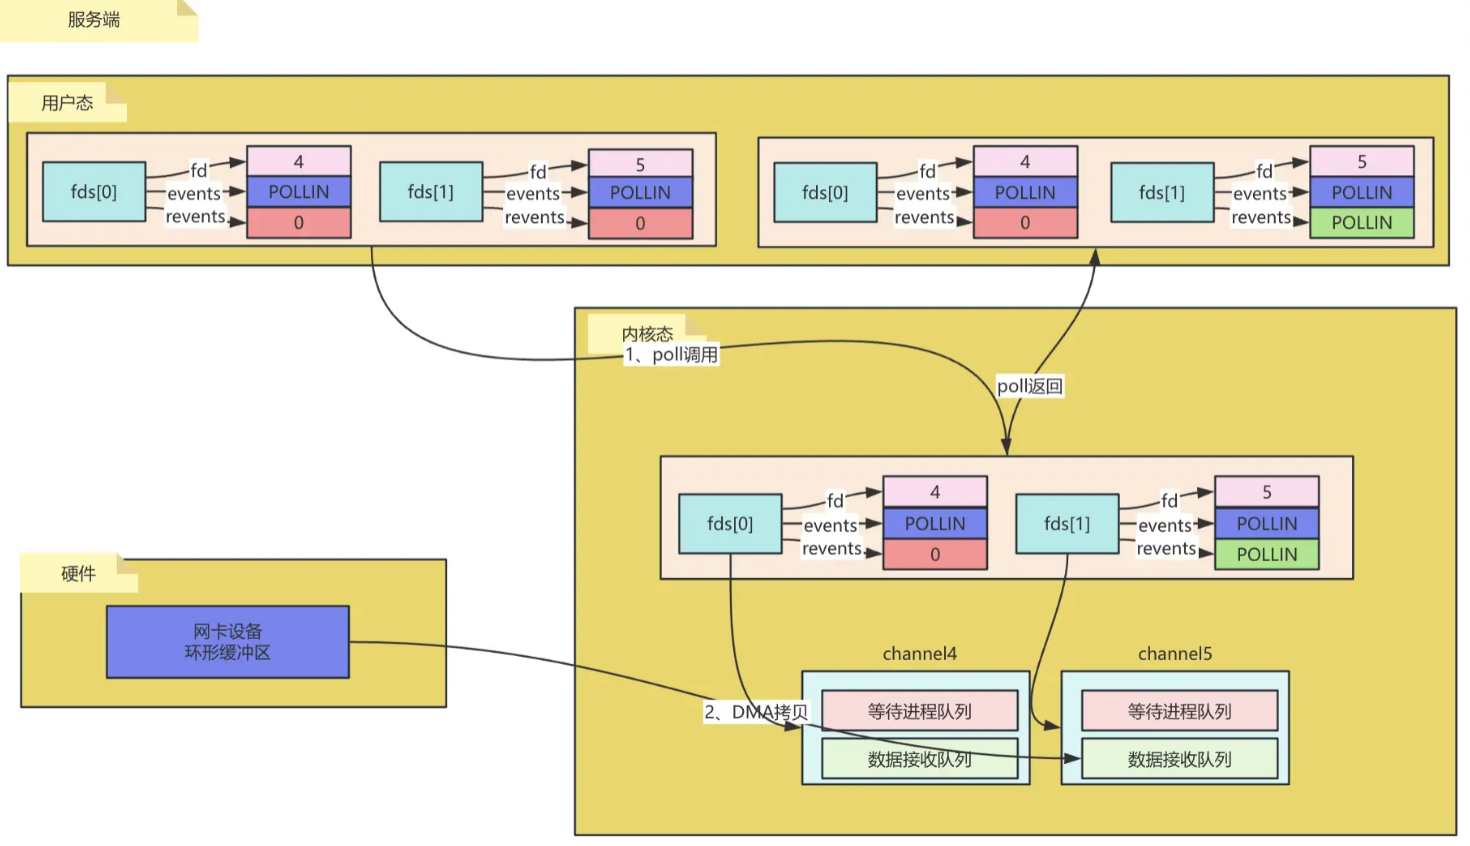 服务端
用户态
fds[0]
fd
events
revents
4
POLLIN
0
fds[1]
fd
events
revents
5
POLLIN
0
fds[0]
fd
events
revents
4
POLLIN
0
fds[1]
fd
events
revents
5
POLLIN
POLLIN
内核态
1、poll调用
poll返回
fds[0]
fd
events
revents
4
POLLIN
0
fds[1]
fd
events
revents
5
POLLIN
POLLIN
硬件
网卡设备
环形缓冲区
2、DMA拷贝
channel4
等待进程队列
数据接收队列
channel5
等待进程队列
数据接收队列